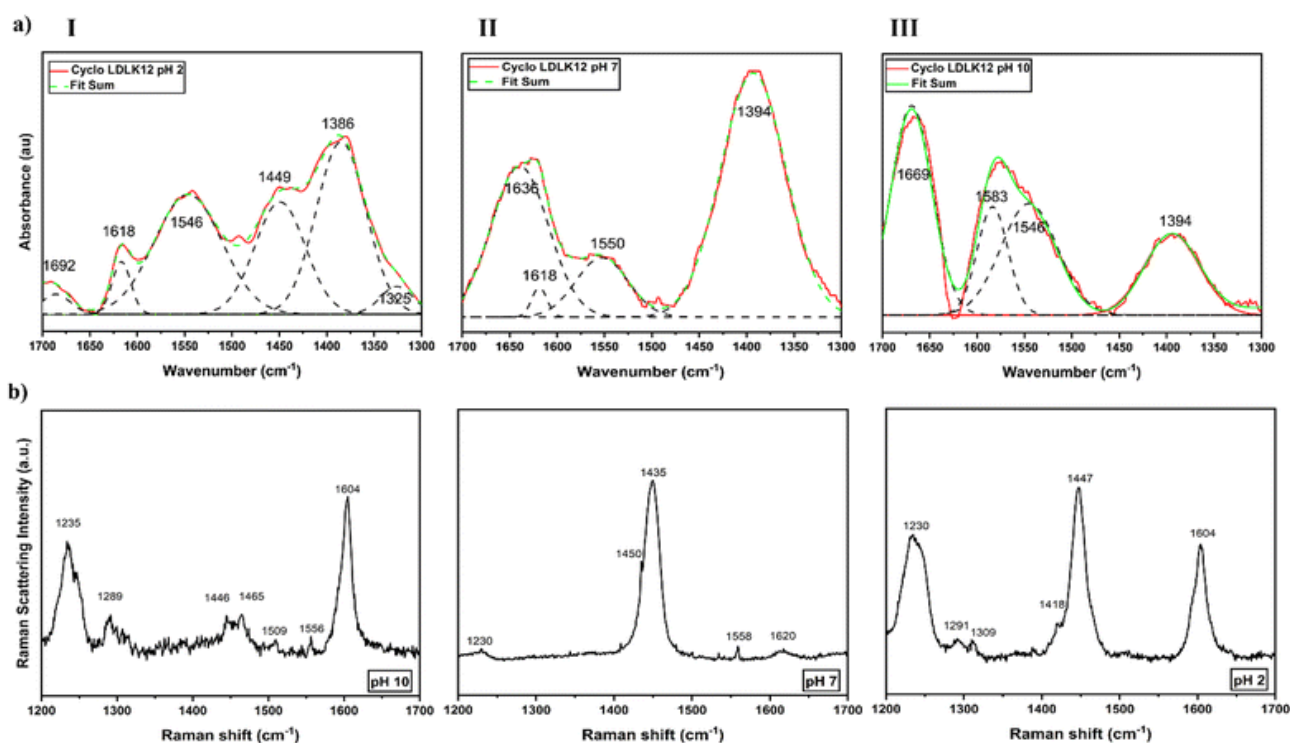 a) I II III
Cyclo LDLK12 pH 2
Fit Sum
1692
1618
1546
1449
1386
1325
Absorbance (au)
1700 1650 1600 1550 1500 1450 1400 1350 1300
Wavenumber (cm⁻¹)
Cyclo LDLK12 pH 7
Fit Sum
1636
1618
1550
1394
1700 1650 1600 1550 1500 1450 1400 1350 1300
Wavenumber (cm⁻¹)
Cyclo LDLK12 pH 10
Fit Sum
1669
1583
1546
1394
1700 1650 1600 1550 1500 1450 1400 1350 1300
Wavenumber (cm⁻¹)
b)
Raman Scattering Intensity (a.u.)
1235
1289
1446
1465
1509
1556
1604
pH 10
1200 1300 1400 1500 1600 1700
Raman shift (cm⁻¹)
1230
1450
1435
1558
1620
pH 7
1200 1300 1400 1500 1600 1700
Raman shift (cm⁻¹)
1230
1291
1309
1418
1447
1604
pH 2
1200 1300 1400 1500 1600 1700
Raman shift (cm⁻¹)